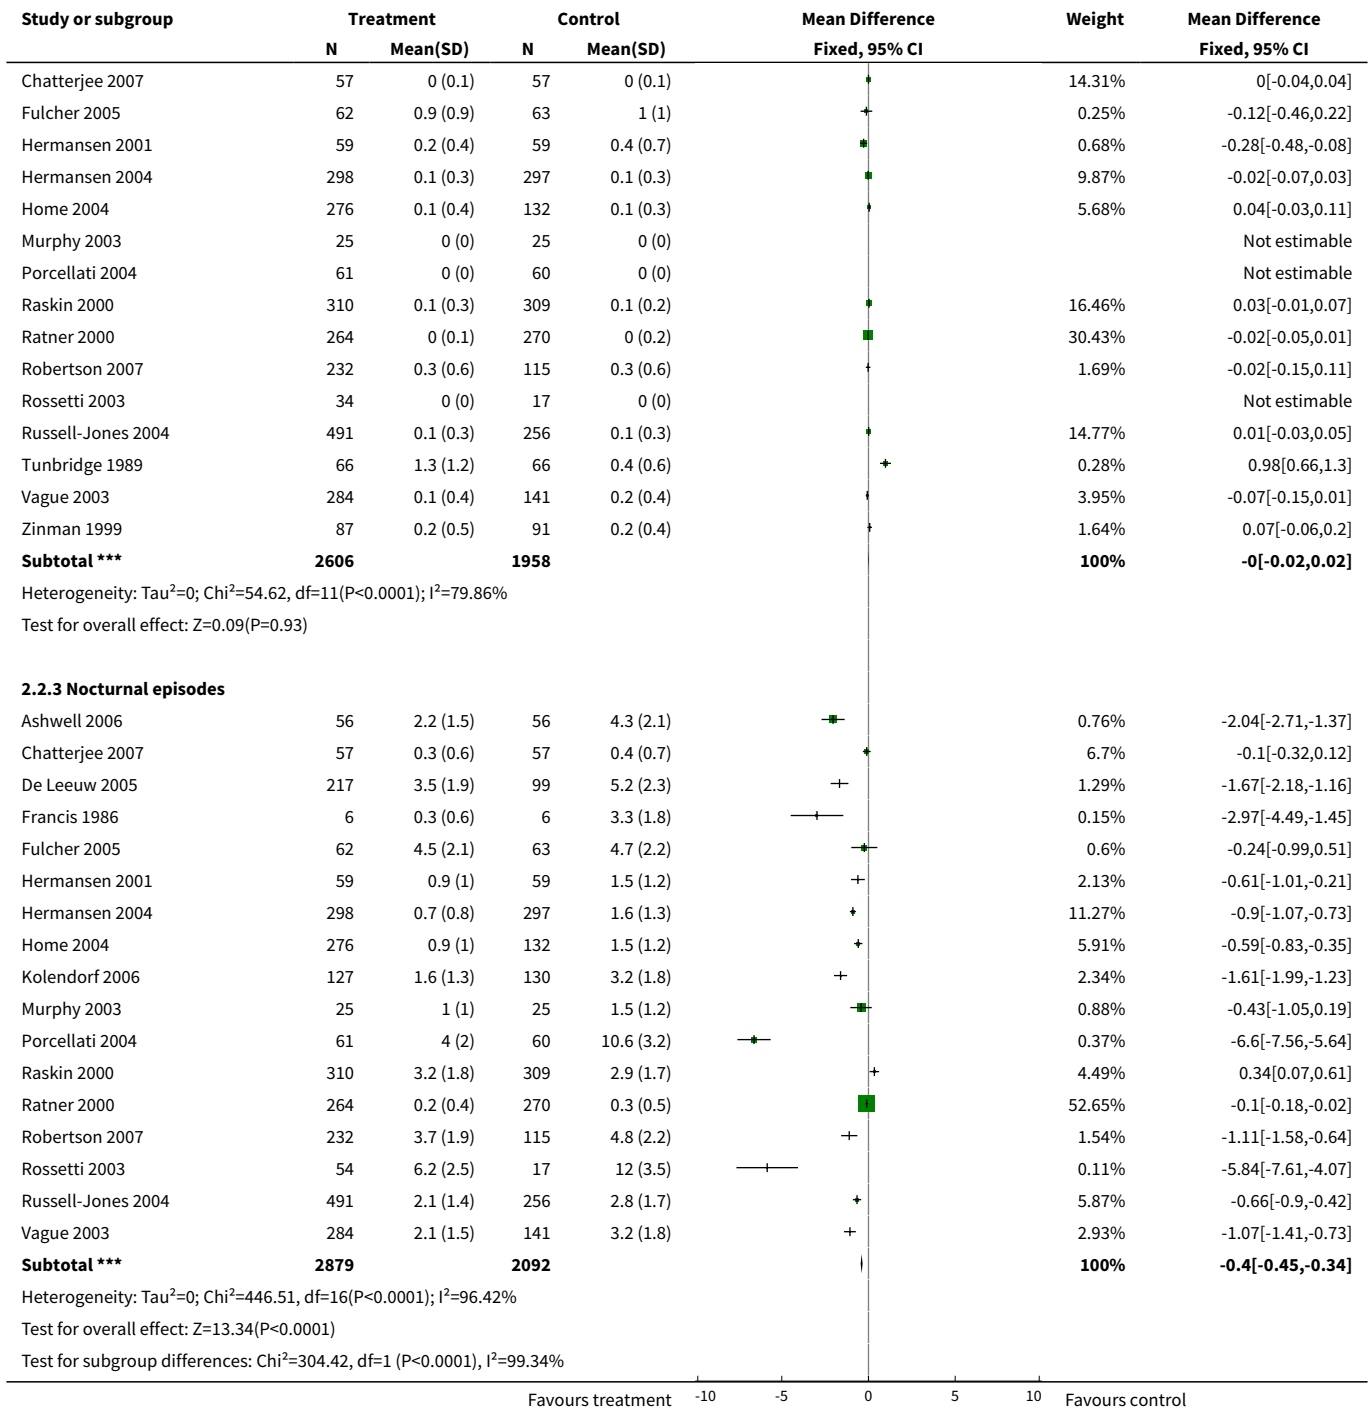 Study or subgroup Treatment Control Mean Difference Weight Mean Difference
N Mean(SD) N Mean(SD) Fixed, 95% CI Fixed, 95% CI
Chatterjee 2007 57 0 (0.1) 57 0 (0.1) 14.31% 0[-0.04,0.04]
Fulcher 2005 62 0.9 (0.9) 63 1 (1) 0.25% -0.12[-0.46,0.22]
Hermansen 2001 59 0.2 (0.4) 59 0.4 (0.7) 0.68% -0.28[-0.48,-0.08]
Hermansen 2004 298 0.1 (0.3) 297 0.1 (0.3) 9.87% -0.02[-0.07,0.03]
Home 2004 276 0.1 (0.4) 132 0.1 (0.3) 5.68% 0.04[-0.03,0.11]
Murphy 2003 25 0 (0) 25 0 (0) Not estimable
Porcellati 2004 61 0 (0) 60 0 (0) Not estimable
Raskin 2000 310 0.1 (0.3) 309 0.1 (0.2) 16.46% 0.03[-0.01,0.07]
Ratner 2000 264 0 (0.1) 270 0 (0.2) 30.43% -0.02[-0.05,0.01]
Robertson 2007 232 0.3 (0.6) 115 0.3 (0.6) 1.69% -0.02[-0.15,0.11]
Rossetti 2003 34 0 (0) 17 0 (0) Not estimable
Russell-Jones 2004 491 0.1 (0.3) 256 0.1 (0.3) 14.77% 0.01[-0.03,0.05]
Tunbridge 1989 66 1.3 (1.2) 66 0.4 (0.6) 0.28% 0.98[0.66,1.3]
Vague 2003 284 0.1 (0.4) 141 0.2 (0.4) 3.95% -0.07[-0.15,0.01]
Zinman 1999 87 0.2 (0.5) 91 0.2 (0.4) 1.64% 0.07[-0.06,0.2]
Subtotal *** 2606 1958 100% -0[-0.02,0.02]
Heterogeneity: Tau²=0; Chi²=54.62, df=11(P<0.0001); I²=79.86%
Test for overall effect: Z=0.09(P=0.93)
2.2.3 Nocturnal episodes
Ashwell 2006 56 2.2 (1.5) 56 4.3 (2.1) 0.76% -2.04[-2.71,-1.37]
Chatterjee 2007 57 0.3 (0.6) 57 0.4 (0.7) 6.7% -0.1[-0.32,0.12]
De Leeuw 2005 217 3.5 (1.9) 99 5.2 (2.3) 1.29% -1.67[-2.18,-1.16]
Francis 1986 6 0.3 (0.6) 6 3.3 (1.8) 0.15% -2.97[-4.49,-1.45]
Fulcher 2005 62 4.5 (2.1) 63 4.7 (2.2) 0.6% -0.24[-0.99,0.51]
Hermansen 2001 59 0.9 (1) 59 1.5 (1.2) 2.13% -0.61[-1.01,-0.21]
Hermansen 2004 298 0.7 (0.8) 297 1.6 (1.3) 11.27% -0.9[-1.07,-0.73]
Home 2004 276 0.9 (1) 132 1.5 (1.2) 5.91% -0.59[-0.83,-0.35]
Kolendorf 2006 127 1.6 (1.3) 130 3.2 (1.8) 2.34% -1.61[-1.99,-1.23]
Murphy 2003 25 1 (1) 25 1.5 (1.2) 0.88% -0.43[-1.05,0.19]
Porcellati 2004 61 4 (2) 60 10.6 (3.2) 0.37% -6.6[-7.56,-5.64]
Raskin 2000 310 3.2 (1.8) 309 2.9 (1.7) 4.49% 0.34[0.07,0.61]
Ratner 2000 264 0.2 (0.4) 270 0.3 (0.5) 52.65% -0.1[-0.18,-0.02]
Robertson 2007 232 3.7 (1.9) 115 4.8 (2.2) 1.54% -1.11[-1.58,-0.64]
Rossetti 2003 54 6.2 (2.5) 17 12 (3.5) 0.11% -5.84[-7.61,-4.07]
Russell-Jones 2004 491 2.1 (1.4) 256 2.8 (1.7) 5.87% -0.66[-0.9,-0.42]
Vague 2003 284 2.1 (1.5) 141 3.2 (1.8) 2.93% -1.07[-1.41,-0.73]
Subtotal *** 2879 2092 100% -0.4[-0.45,-0.34]
Heterogeneity: Tau²=0; Chi²=446.51, df=16(P<0.0001); I²=96.42%
Test for overall effect: Z=13.34(P<0.0001)
Test for subgroup differences: Chi²=304.42, df=1 (P<0.0001), I²=99.34%
Favours treatment -10 -5 0 5 10 Favours control